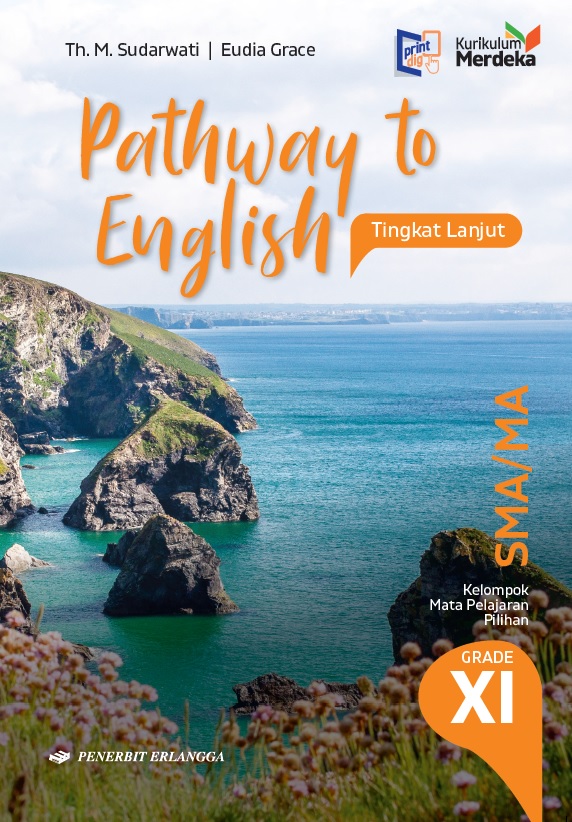 Th. M. Sudarwati | Eudia Grace
print
dig
Kurikulum
Merdeka
Pathway to
English
Tingkat Lanjut
SMA/MA
Kelompok
Mata Pelajaran
Pilihan
GRADE
XI
PENERBIT ERLANGGA